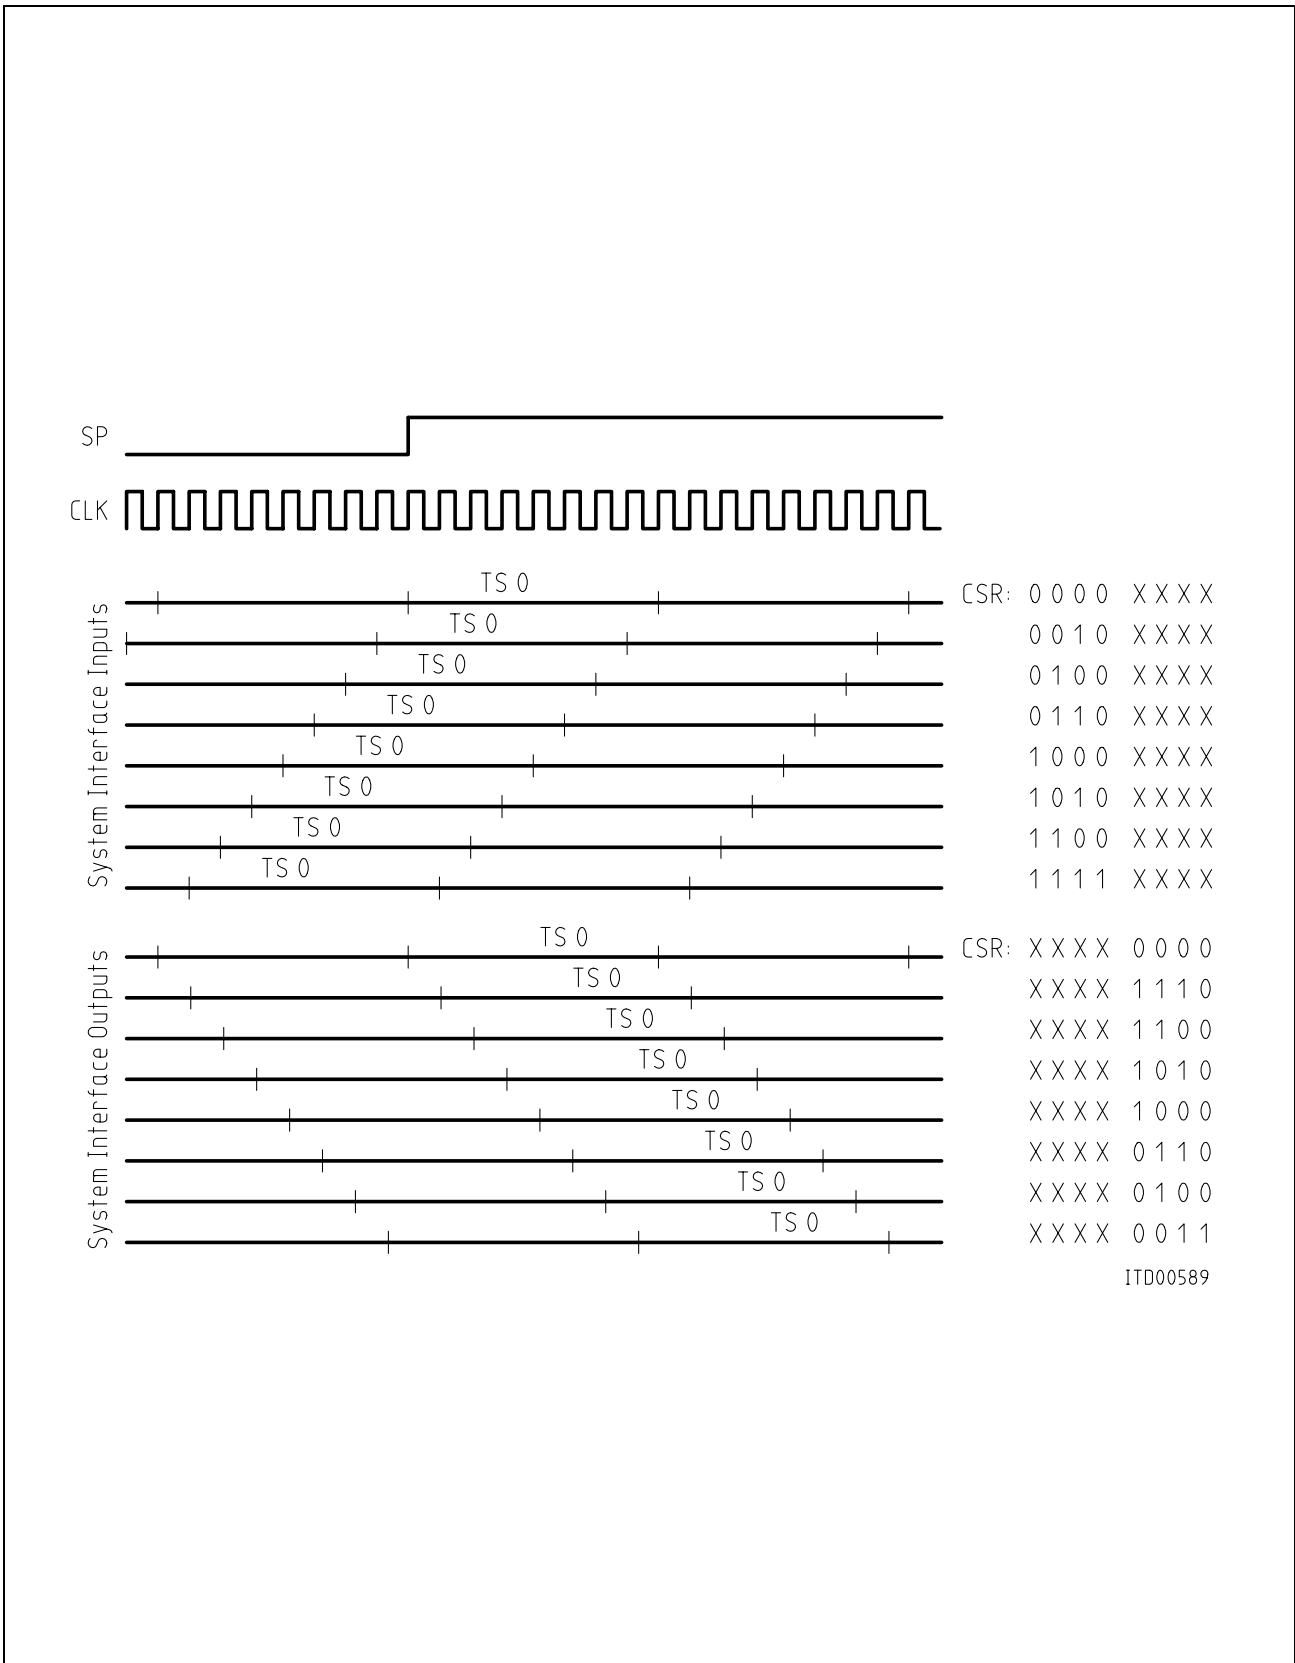 SP
CLK
System Interface Inputs
TS 0 CSR: 0 0 0 0 X X X X
TS 0 0 0 1 0 X X X X
TS 0 0 1 0 0 X X X X
TS 0 0 1 1 0 X X X X
TS 0 1 0 0 0 X X X X
TS 0 1 0 1 0 X X X X
TS 0 1 1 0 0 X X X X
TS 0 1 1 1 1 X X X X
System Interface Outputs
TS 0 CSR: X X X X 0 0 0 0
TS 0 X X X X 1 1 1 0
TS 0 X X X X 1 1 0 0
TS 0 X X X X 1 0 1 0
TS 0 X X X X 1 0 0 0
TS 0 X X X X 0 1 1 0
TS 0 X X X X 0 1 0 0
TS 0 X X X X 0 0 1 1
ITD00589